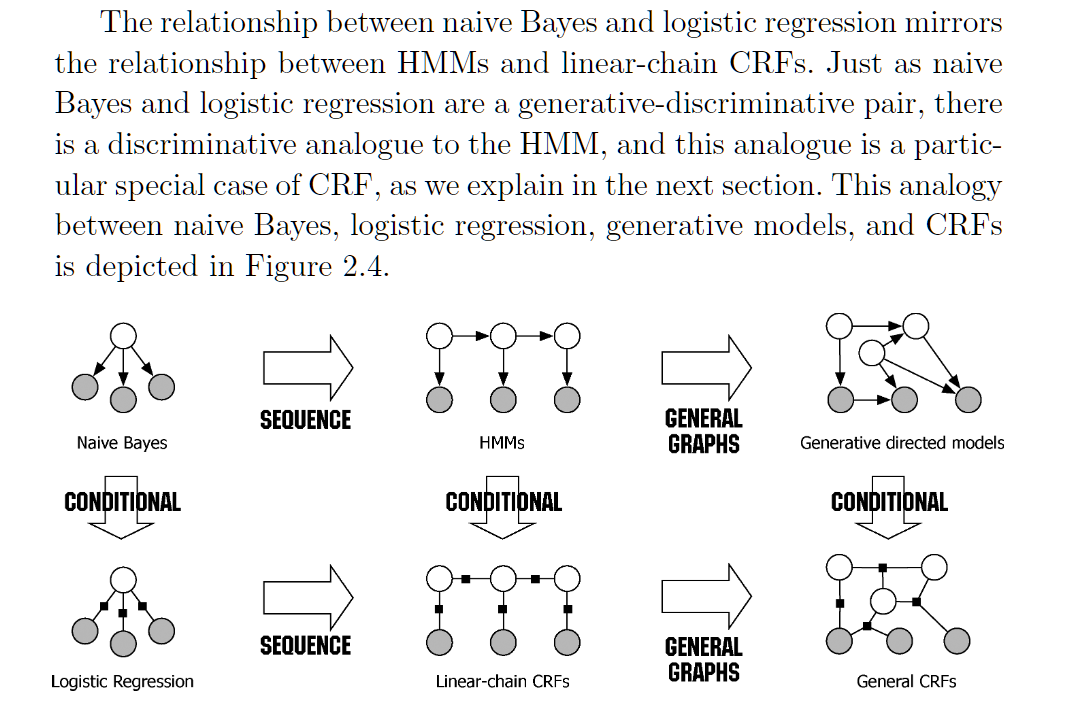 The relationship between naive Bayes and logistic regression mirrors
the relationship between HMMs and linear-chain CRFs. Just as naive
Bayes and logistic regression are a generative-discriminative pair, there
is a discriminative analogue to the HMM, and this analogue is a partic-
ular special case of CRF, as we explain in the next section. This analogy
between naive Bayes, logistic regression, generative models, and CRFs
is depicted in Figure 2.4.
SEQUENCE
GENERAL
GRAPHS
Naive Bayes
HMMs
Generative directed models
CONDITIONAL
CONDITIONAL
CONDITIONAL
SEQUENCE
GENERAL
GRAPHS
Logistic Regression
Linear-chain CRFs
General CRFs